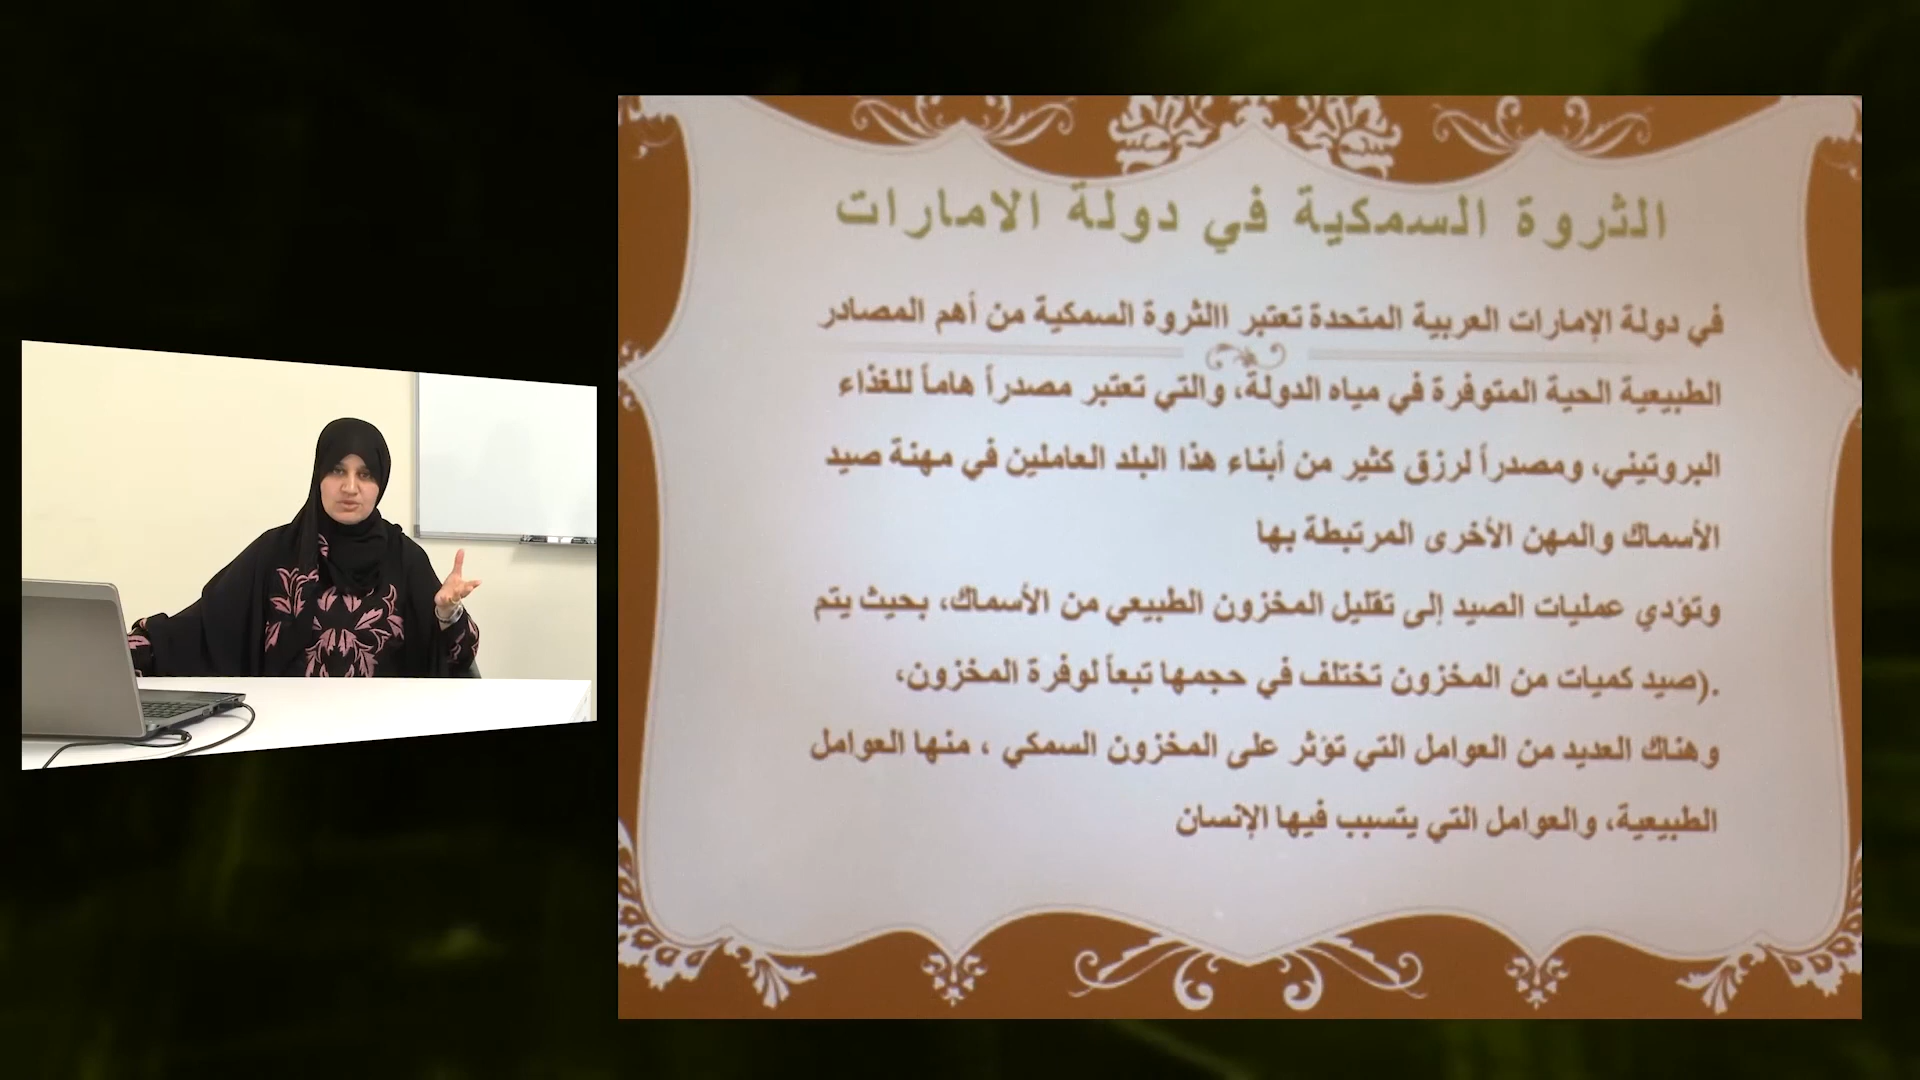 الثروة السمكية في دولة الامارات
في دولة الإمارات العربية المتحدة تعتبر االثروة السمكية من أهم المصادر
الطبيعية الحية المتوفرة في مياه الدولة، والتي تعتبر مصدراً هاماً للغذاء
البروتيني، ومصدراً لرزق كثير من أبناء هذا البلد العاملين في مهنة صيد
الأسماك والمهن الأخرى المرتبطة بها
وتؤدي عمليات الصيد إلى تقليل المخزون الطبيعي من الأسماك، بحيث يتم
.(صيد كميات من المخزون تختلف في حجمها تبعاً لوفرة المخزون،
وهناك العديد من العوامل التي تؤثر على المخزون السمكي ، منها العوامل
الطبيعية، والعوامل التي يتسبب فيها الإنسان